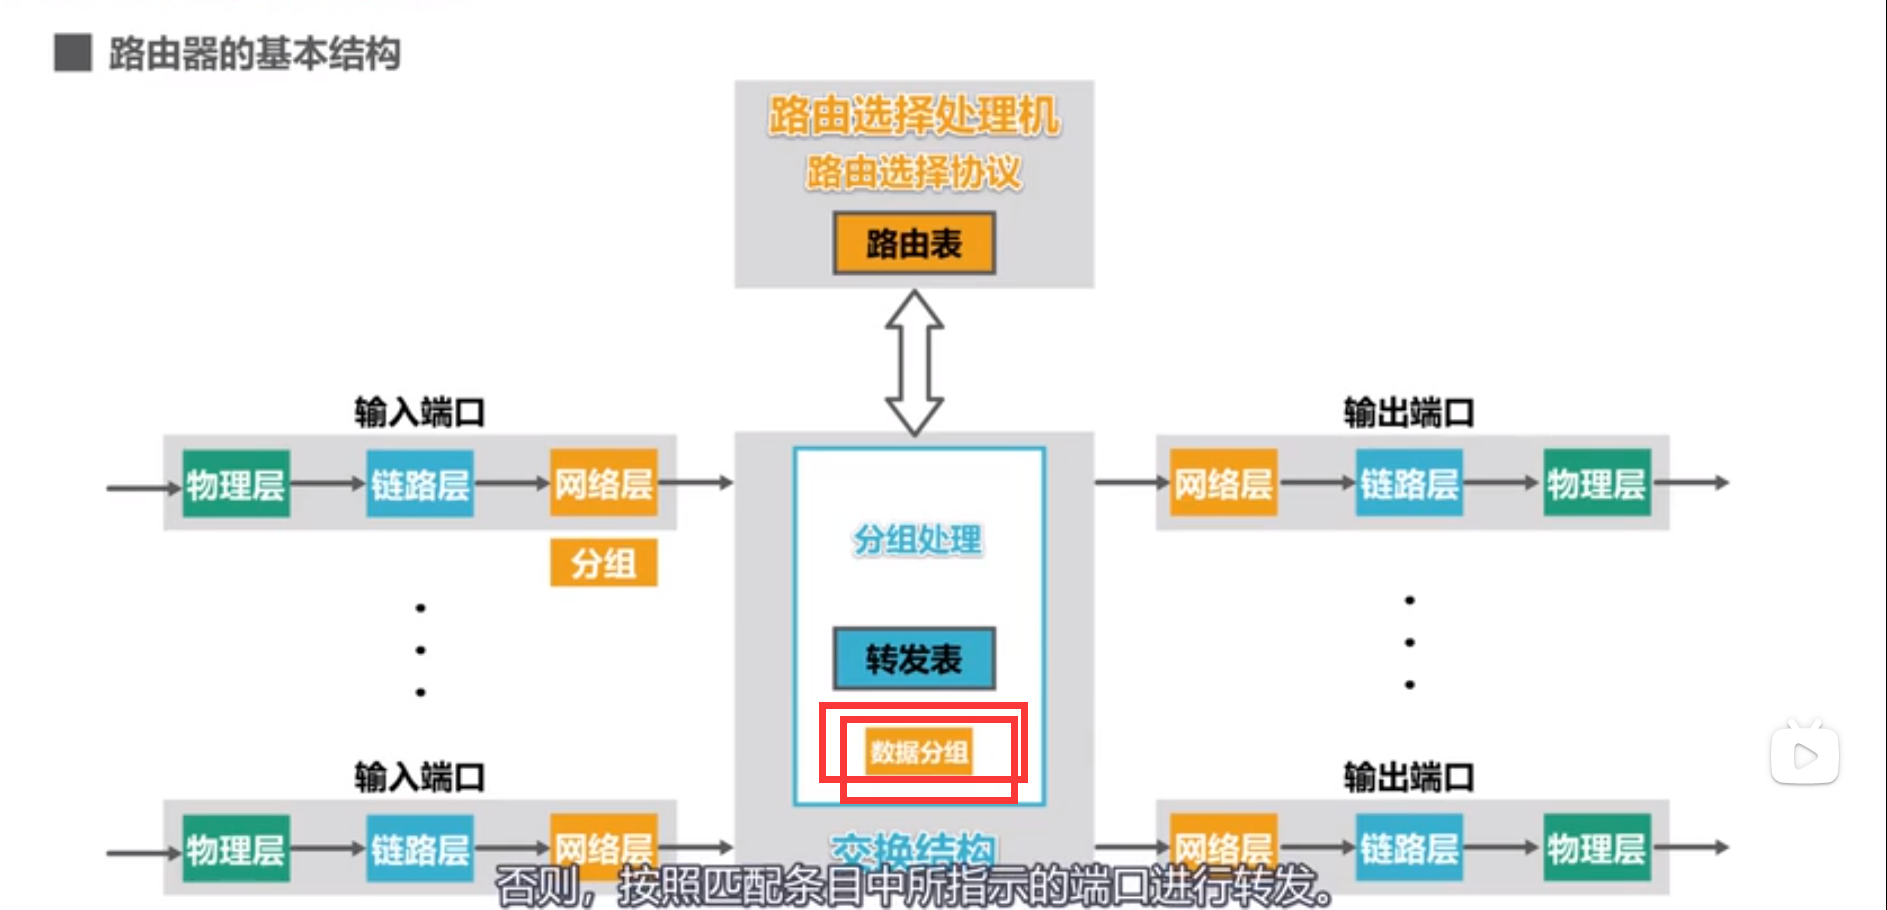 路由器的基本结构
路由选择处理机
路由选择协议
路由表
输入端口
输出端口
物理层
链路层
网络层
网络层
链路层
物理层
分组
分组处理
转发表
数据分组
输入端口
输出端口
物理层
链路层
网络层
交换结构
网络层
链路层
物理层
否则，按照匹配条目中所指示的端口进行转发。